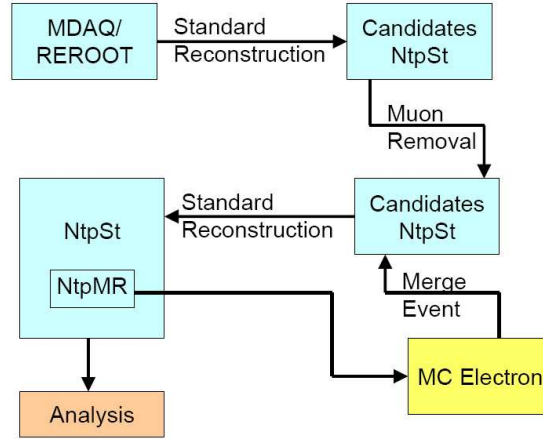 MDAQ/
REROOT
Standard
Reconstruction
Candidates
NtpSt
Muon
Removal
Candidates
NtpSt
Standard
Reconstruction
NtpSt
NtpMR
Merge
Event
MC Electron
Analysis